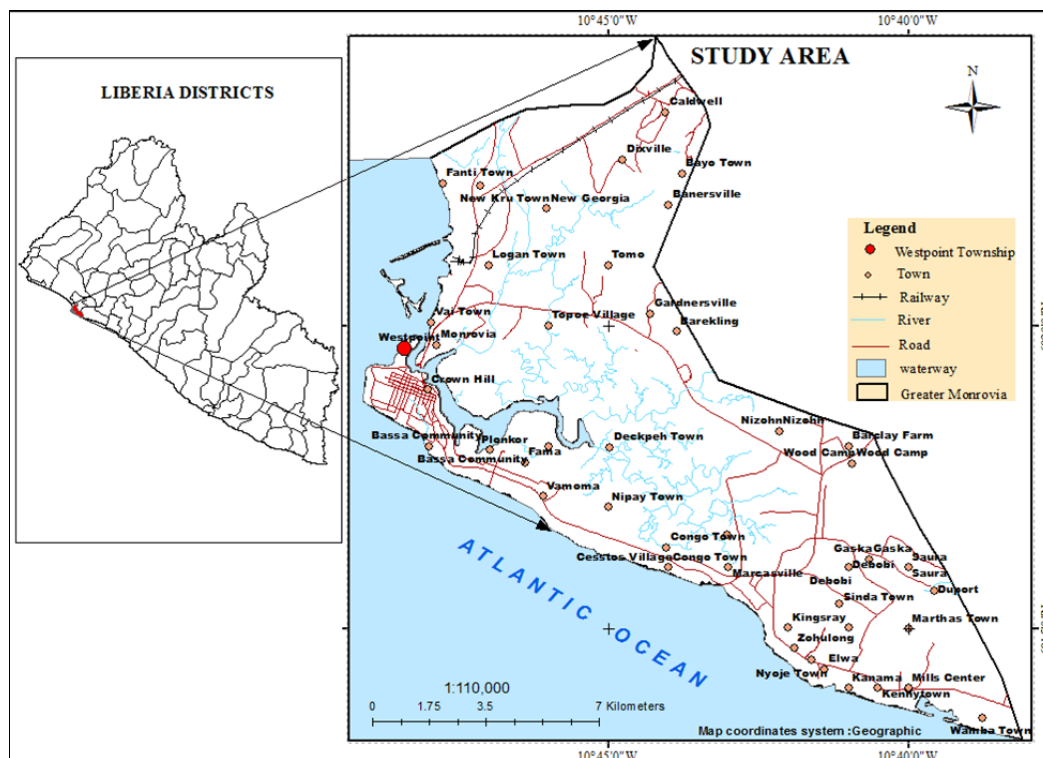 10°45'0"W
10°40'0"W
STUDY AREA
LIBERIA DISTRICTS
N
Caldwell
Dixville
Bayo Town
Fanti Town
New Kru Town
New Georgia
Banersville
Legend
Westpoint Township
Town
Railway
River
Road
waterway
Greater Monrovia
Logan Town
Tomo
Gardnersville
Vai Town
Topoe Village
Barekling
Westpoint
Monrovia
Crown Hill
NizohnNizohn
Bassa Community
Plonkor
Deckpeh Town
Barclay Farm
Bassa Community
Fama
Wood Camp
Wood Camp
Vamoma
Nipay Town
Congo Town
GaskaGaska
Saura
Cesstos Village
Congo Town
Marcasville
Debobi
Saura
Debobi
Duport
Sinda Town
Kingsray
Marthas Town
Zohulong
Elwa
Nyoje Town
Kanama
Mills Center
Kennytown
Wamba Town
ATLANTIC OCEAN
1:110,000
0 1.75 3.5 7 Kilometers
Map coordinates system :Geographic
10°45'0"W
10°40'0"W